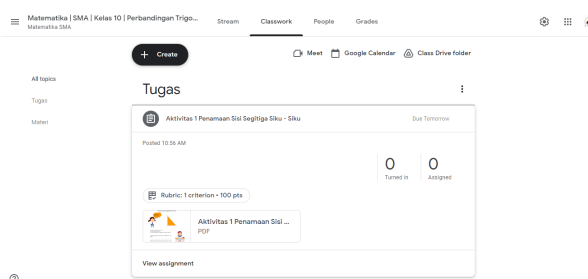 Matematika | SMA | Kelas 10 | Perbandingan Trigo...
Matematika SMA
Stream
Classwork
People
Grades
+ Create
Meet
Google Calendar
Class Drive folder
All topics
Tugas
Materi
Tugas
Aktivitas 1 Penamaan Sisi Segitiga Siku - Siku
Due Tomorrow
Posted 10:56 AM
0
Turned in
0
Assigned
Rubric: 1 criterion • 100 pts
Aktivitas 1 Penamaan Sisi ...
PDF
View assignment